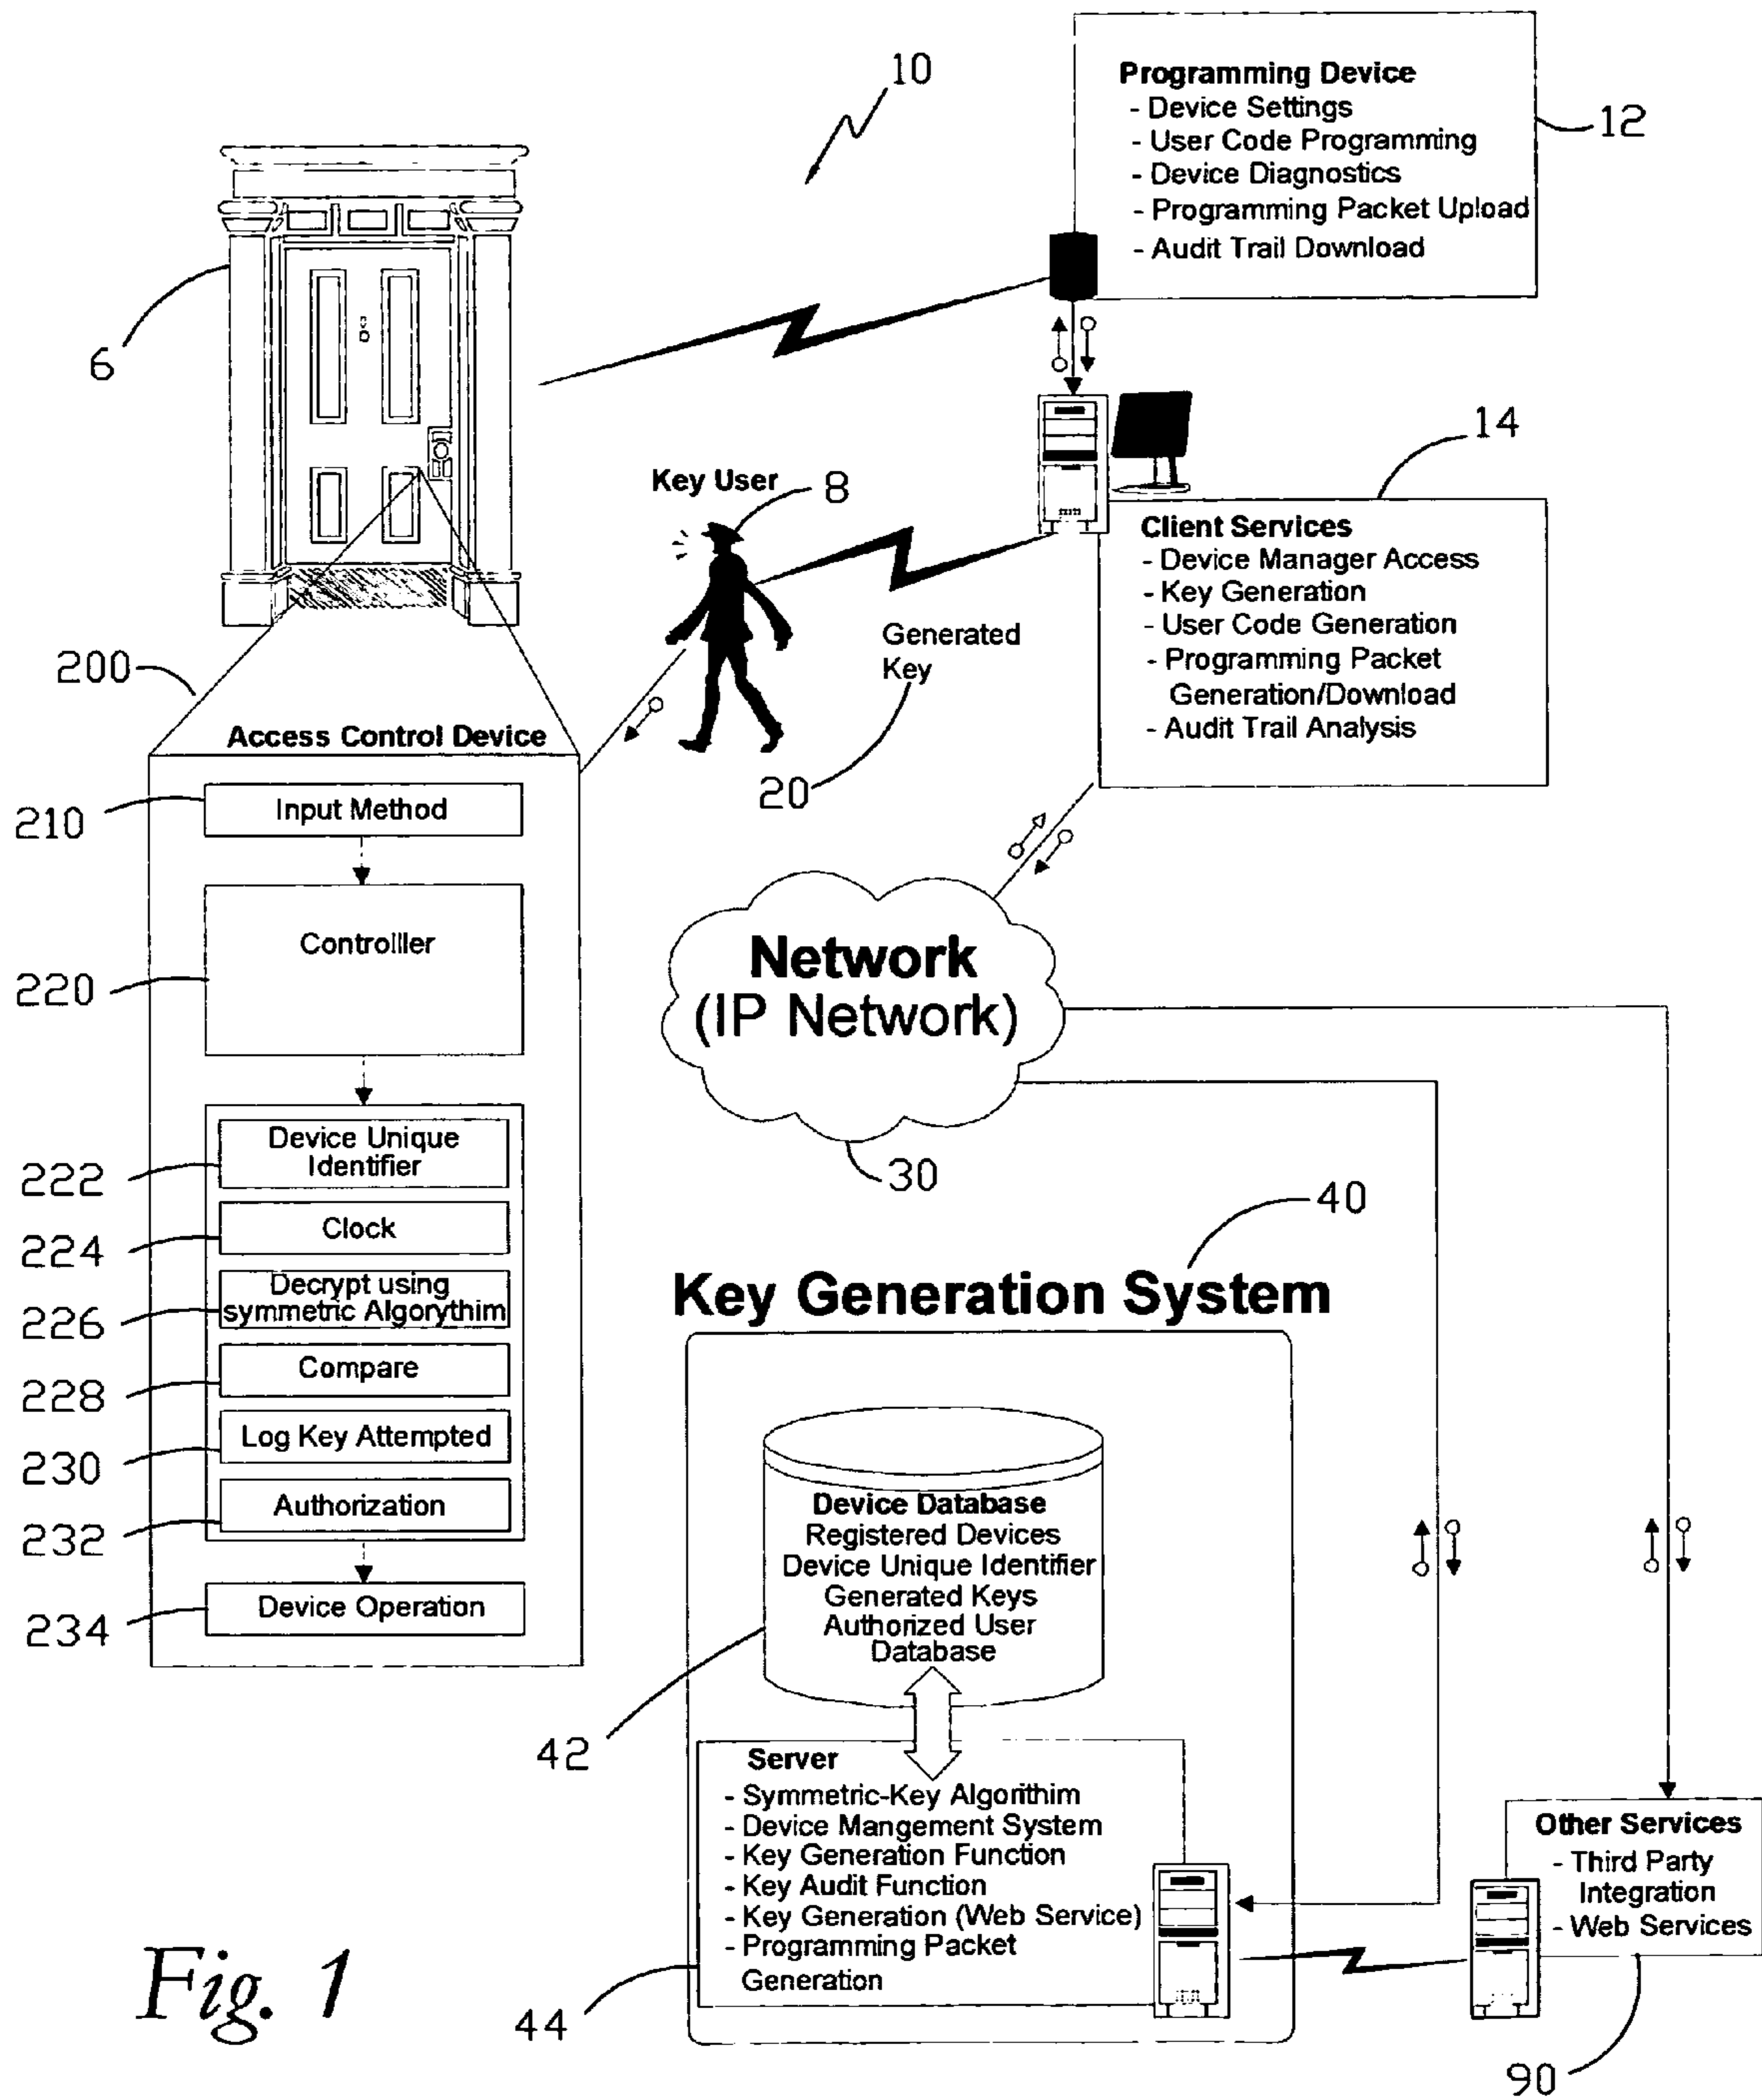 10
Programming Device
- Device Settings
- User Code Programming
- Device Diagnostics
- Programming Packet Upload
- Audit Trail Download
12
6
14
Key User
8
Client Services
- Device Manager Access
- Key Generation
- User Code Generation
- Programming Packet
Generation/Download
- Audit Trail Analysis
Generated
Key
20
200
Access Control Device
210
Input Method
220
Controlller
222
Device Unique
Identifier
224
Clock
226
Decrypt using
symmetric Algorythim
228
Compare
230
Log Key Attempted
232
Authorization
234
Device Operation
Network
(IP Network)
30
40
Key Generation System
Device Database
Registered Devices
Device Unique Identifier
Generated Keys
Authorized User
Database
42
Server
- Symmetric-Key Algorithim
- Device Mangement System
- Key Generation Function
- Key Audit Function
- Key Generation (Web Service)
- Programming Packet
Generation
44
Other Services
- Third Party
Integration
- Web Services
90
Fig. 1